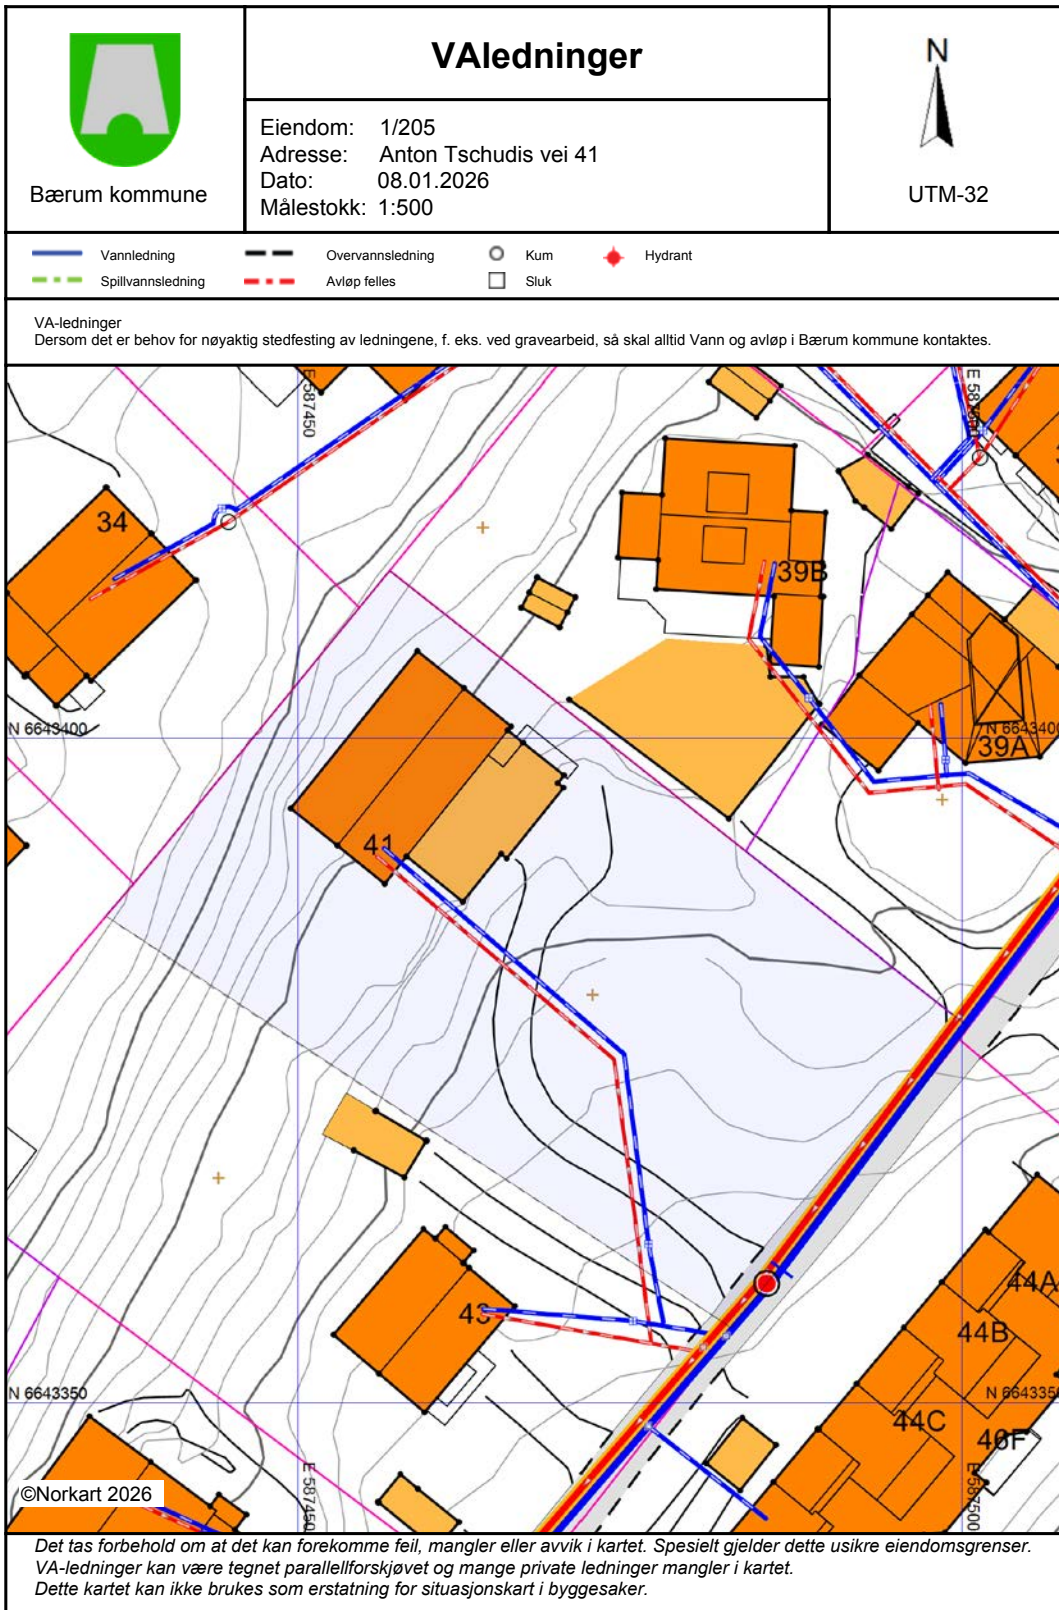 VAledninger
Bærum kommune
Eiendom: 1/205
Adresse: Anton Tschudis vei 41
Dato: 08.01.2026
Målestokk: 1:500
N
UTM-32
Vannledning
Overvannsledning
Kum
Hydrant
Spillvannsledning
Avløp felles
Sluk
VA-ledninger
Dersom det er behov for nøyaktig stedfesting av ledningene, f. eks. ved gravearbeid, så skal alltid Vann og avløp i Bærum kommune kontaktes.
E 587450
34
39B
N 6643400
N 6643400
39A
41
43
44A
44B
N 6643350
N 6643350
44C
46F
E 587450
E 587500
©Norkart 2026
Det tas forbehold om at det kan forekomme feil, mangler eller avvik i kartet. Spesielt gjelder dette usikre eiendomsgrenser.
VA-ledninger kan være tegnet parallellforskjøvet og mange private ledninger mangler i kartet.
Dette kartet kan ikke brukes som erstatning for situasjonskart i byggesaker.